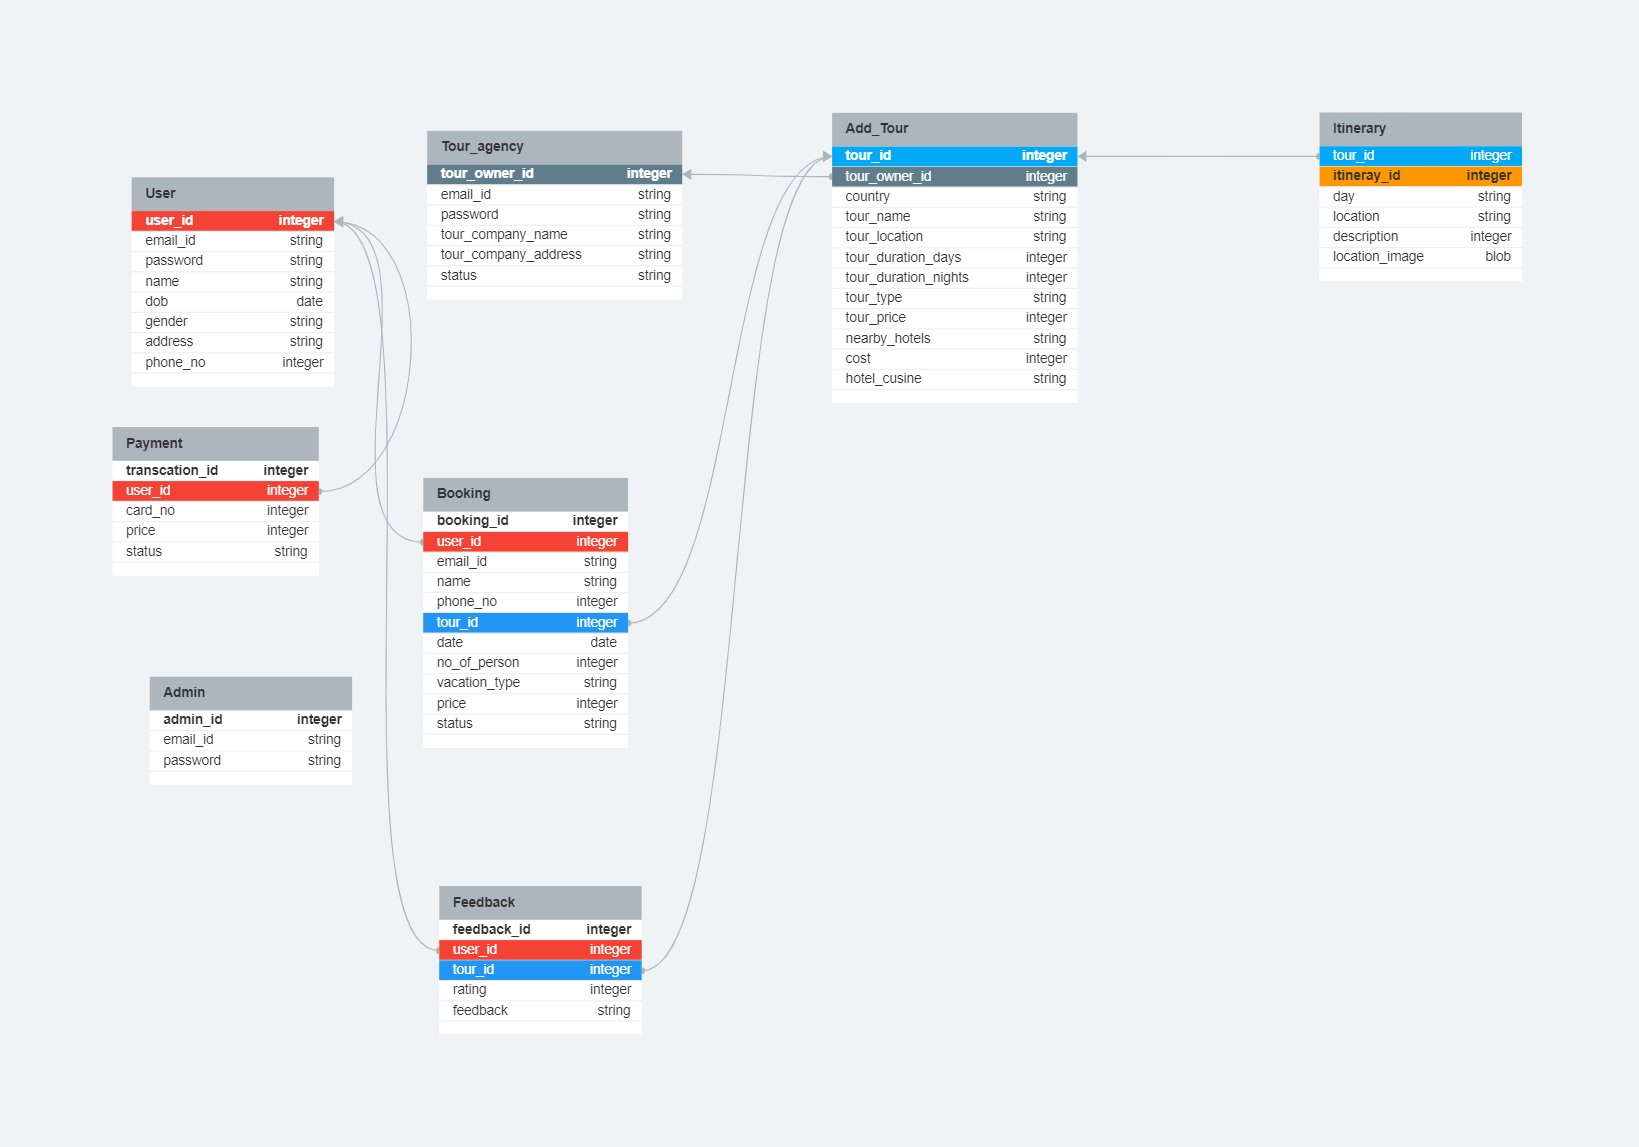 User
user_id integer
email_id string
password string
name string
dob date
gender string
address string
phone_no integer
Tour_agency
tour_owner_id integer
email_id string
password string
tour_company_name string
tour_company_address string
status string
Add_Tour
tour_id integer
tour_owner_id integer
country string
tour_name string
tour_location string
tour_duration_days integer
tour_duration_nights integer
tour_type string
tour_price integer
nearby_hotels string
cost integer
hotel_cusine string
Itinerary
tour_id integer
itineray_id integer
day string
location string
description integer
location_image blob
Payment
transcation_id integer
user_id integer
card_no integer
price integer
status string
Booking
booking_id integer
user_id integer
email_id string
name string
phone_no integer
tour_id integer
date date
no_of_person integer
vacation_type string
price integer
status string
Admin
admin_id integer
email_id string
password string
Feedback
feedback_id integer
user_id integer
tour_id integer
rating integer
feedback string